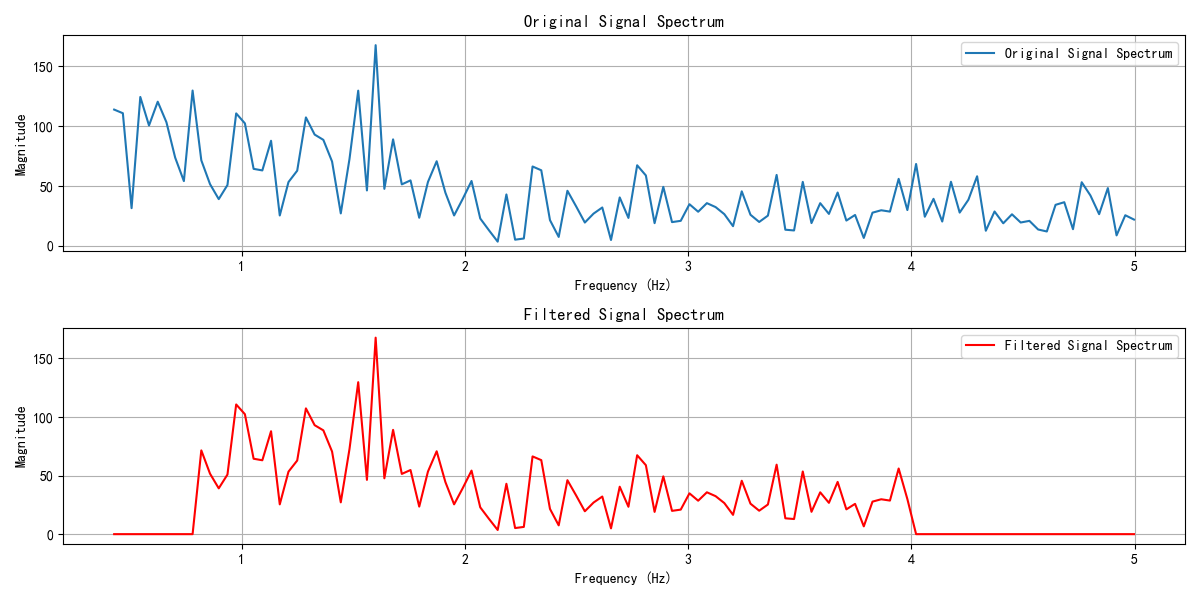 Original Signal Spectrum
Original Signal Spectrum
Magnitude
150
100
50
0
1 2 3 4 5
Frequency (Hz)
Filtered Signal Spectrum
Filtered Signal Spectrum
Magnitude
150
100
50
0
1 2 3 4 5
Frequency (Hz)